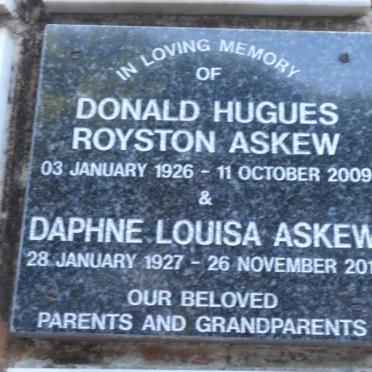 IN LOVING MEMORY
OF
DONALD HUGUES
ROYSTON ASKEW
03 JANUARY 1926 - 11 OCTOBER 2009
&
DAPHNE LOUISA ASKEW
28 JANUARY 1927 - 26 NOVEMBER 201
OUR BELOVED
PARENTS AND GRANDPARENTS